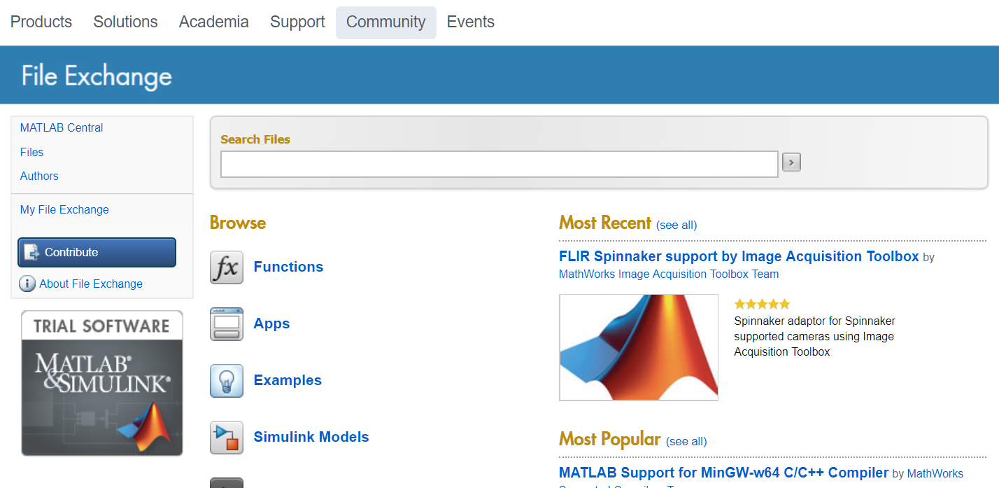 Products Solutions Academia Support Community Events
File Exchange
MATLAB Central
Files
Authors
My File Exchange
Contribute
About File Exchange
TRIAL SOFTWARE
MATLAB®
&SIMULINK®
Search Files
Browse
fx Functions
Apps
Examples
Simulink Models
Most Recent (see all)
FLIR Spinnaker support by Image Acquisition Toolbox by
MathWorks Image Acquisition Toolbox Team
Spinnaker adaptor for Spinnaker
supported cameras using Image
Acquisition Toolbox
Most Popular (see all)
MATLAB Support for MinGW-w64 C/C++ Compiler by MathWorks